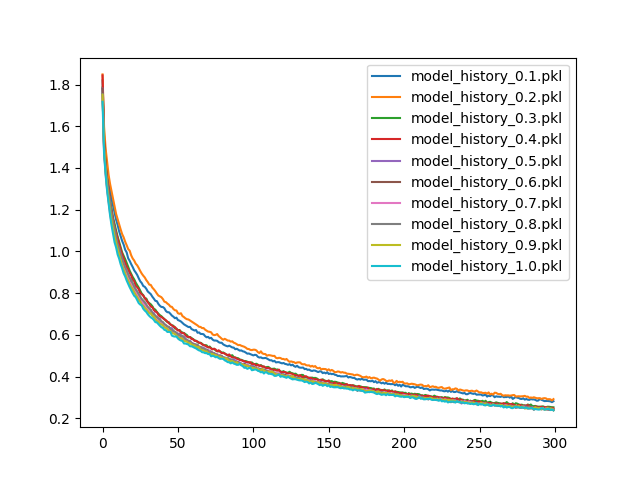 1.8
1.6
1.4
1.2
1.0
0.8
0.6
0.4
0.2
0 50 100 150 200 250 300
model_history_0.1.pkl
model_history_0.2.pkl
model_history_0.3.pkl
model_history_0.4.pkl
model_history_0.5.pkl
model_history_0.6.pkl
model_history_0.7.pkl
model_history_0.8.pkl
model_history_0.9.pkl
model_history_1.0.pkl